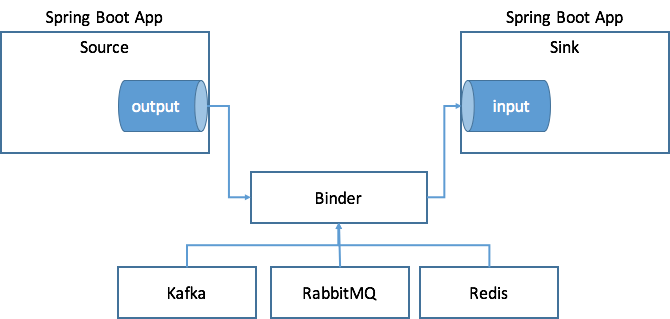 Spring Boot App
Spring Boot App
Source
Sink
output
input
Binder
Kafka
RabbitMQ
Redis